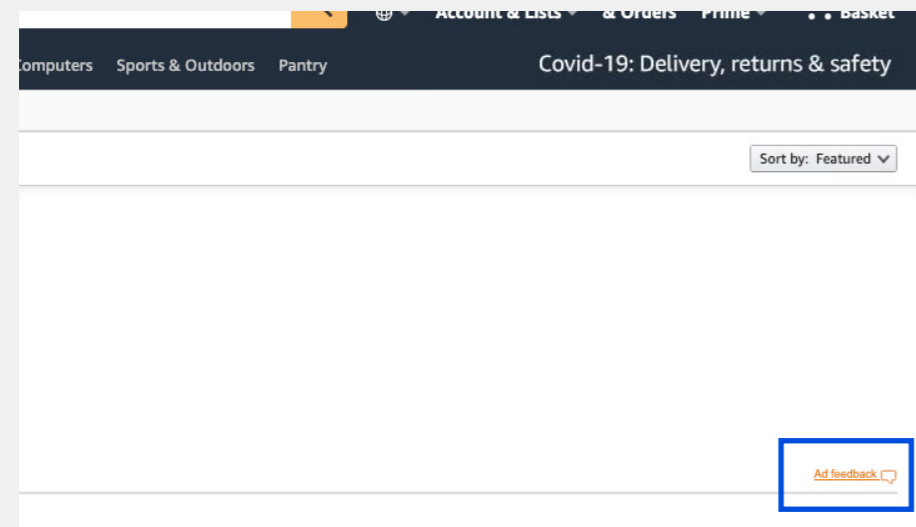 Account & Lists & Orders Prime Basket
Computers Sports & Outdoors Pantry Covid-19: Delivery, returns & safety
Sort by: Featured
Ad feedback